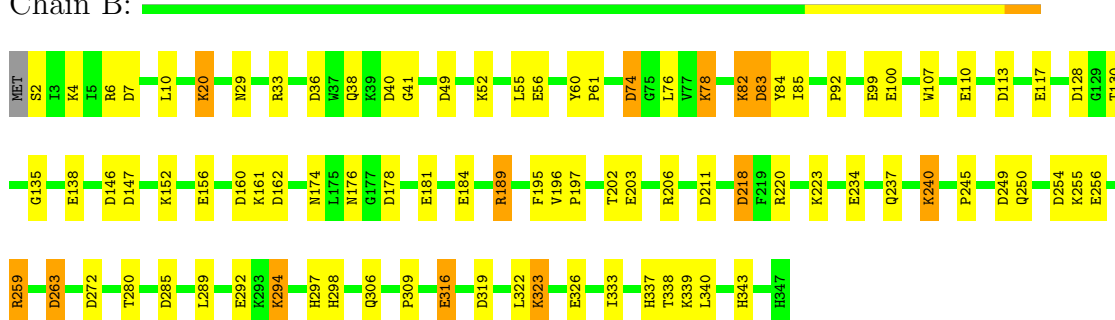 Chain B:
MET S2 I3 K4 I5 R6 D7 L10 K20 N29 R33 D36 W37 Q38 K39 D40 G41 D49 K52 L55 E56 Y60 P61 D74 G75 L76 V77 K78 K82 D83 Y84 I85 P92 E99 E100 W107 E110 D113 E117 D128 G129 T130
G135 E138 D146 D147 K152 E156 D160 K161 D162 N174 L175 N176 G177 D178 E181 E184 R189 F195 V196 P197 T202 E203 R206 D211 D218 F219 R220 K223 E234 Q237 K240 P245 D249 Q250 D254 K255 E256
R259 D263 D272 T280 D285 L289 E292 K293 K294 H297 H298 Q306 P309 E316 D319 L322 K323 E326 I333 H337 T338 K339 L340 H343 H347